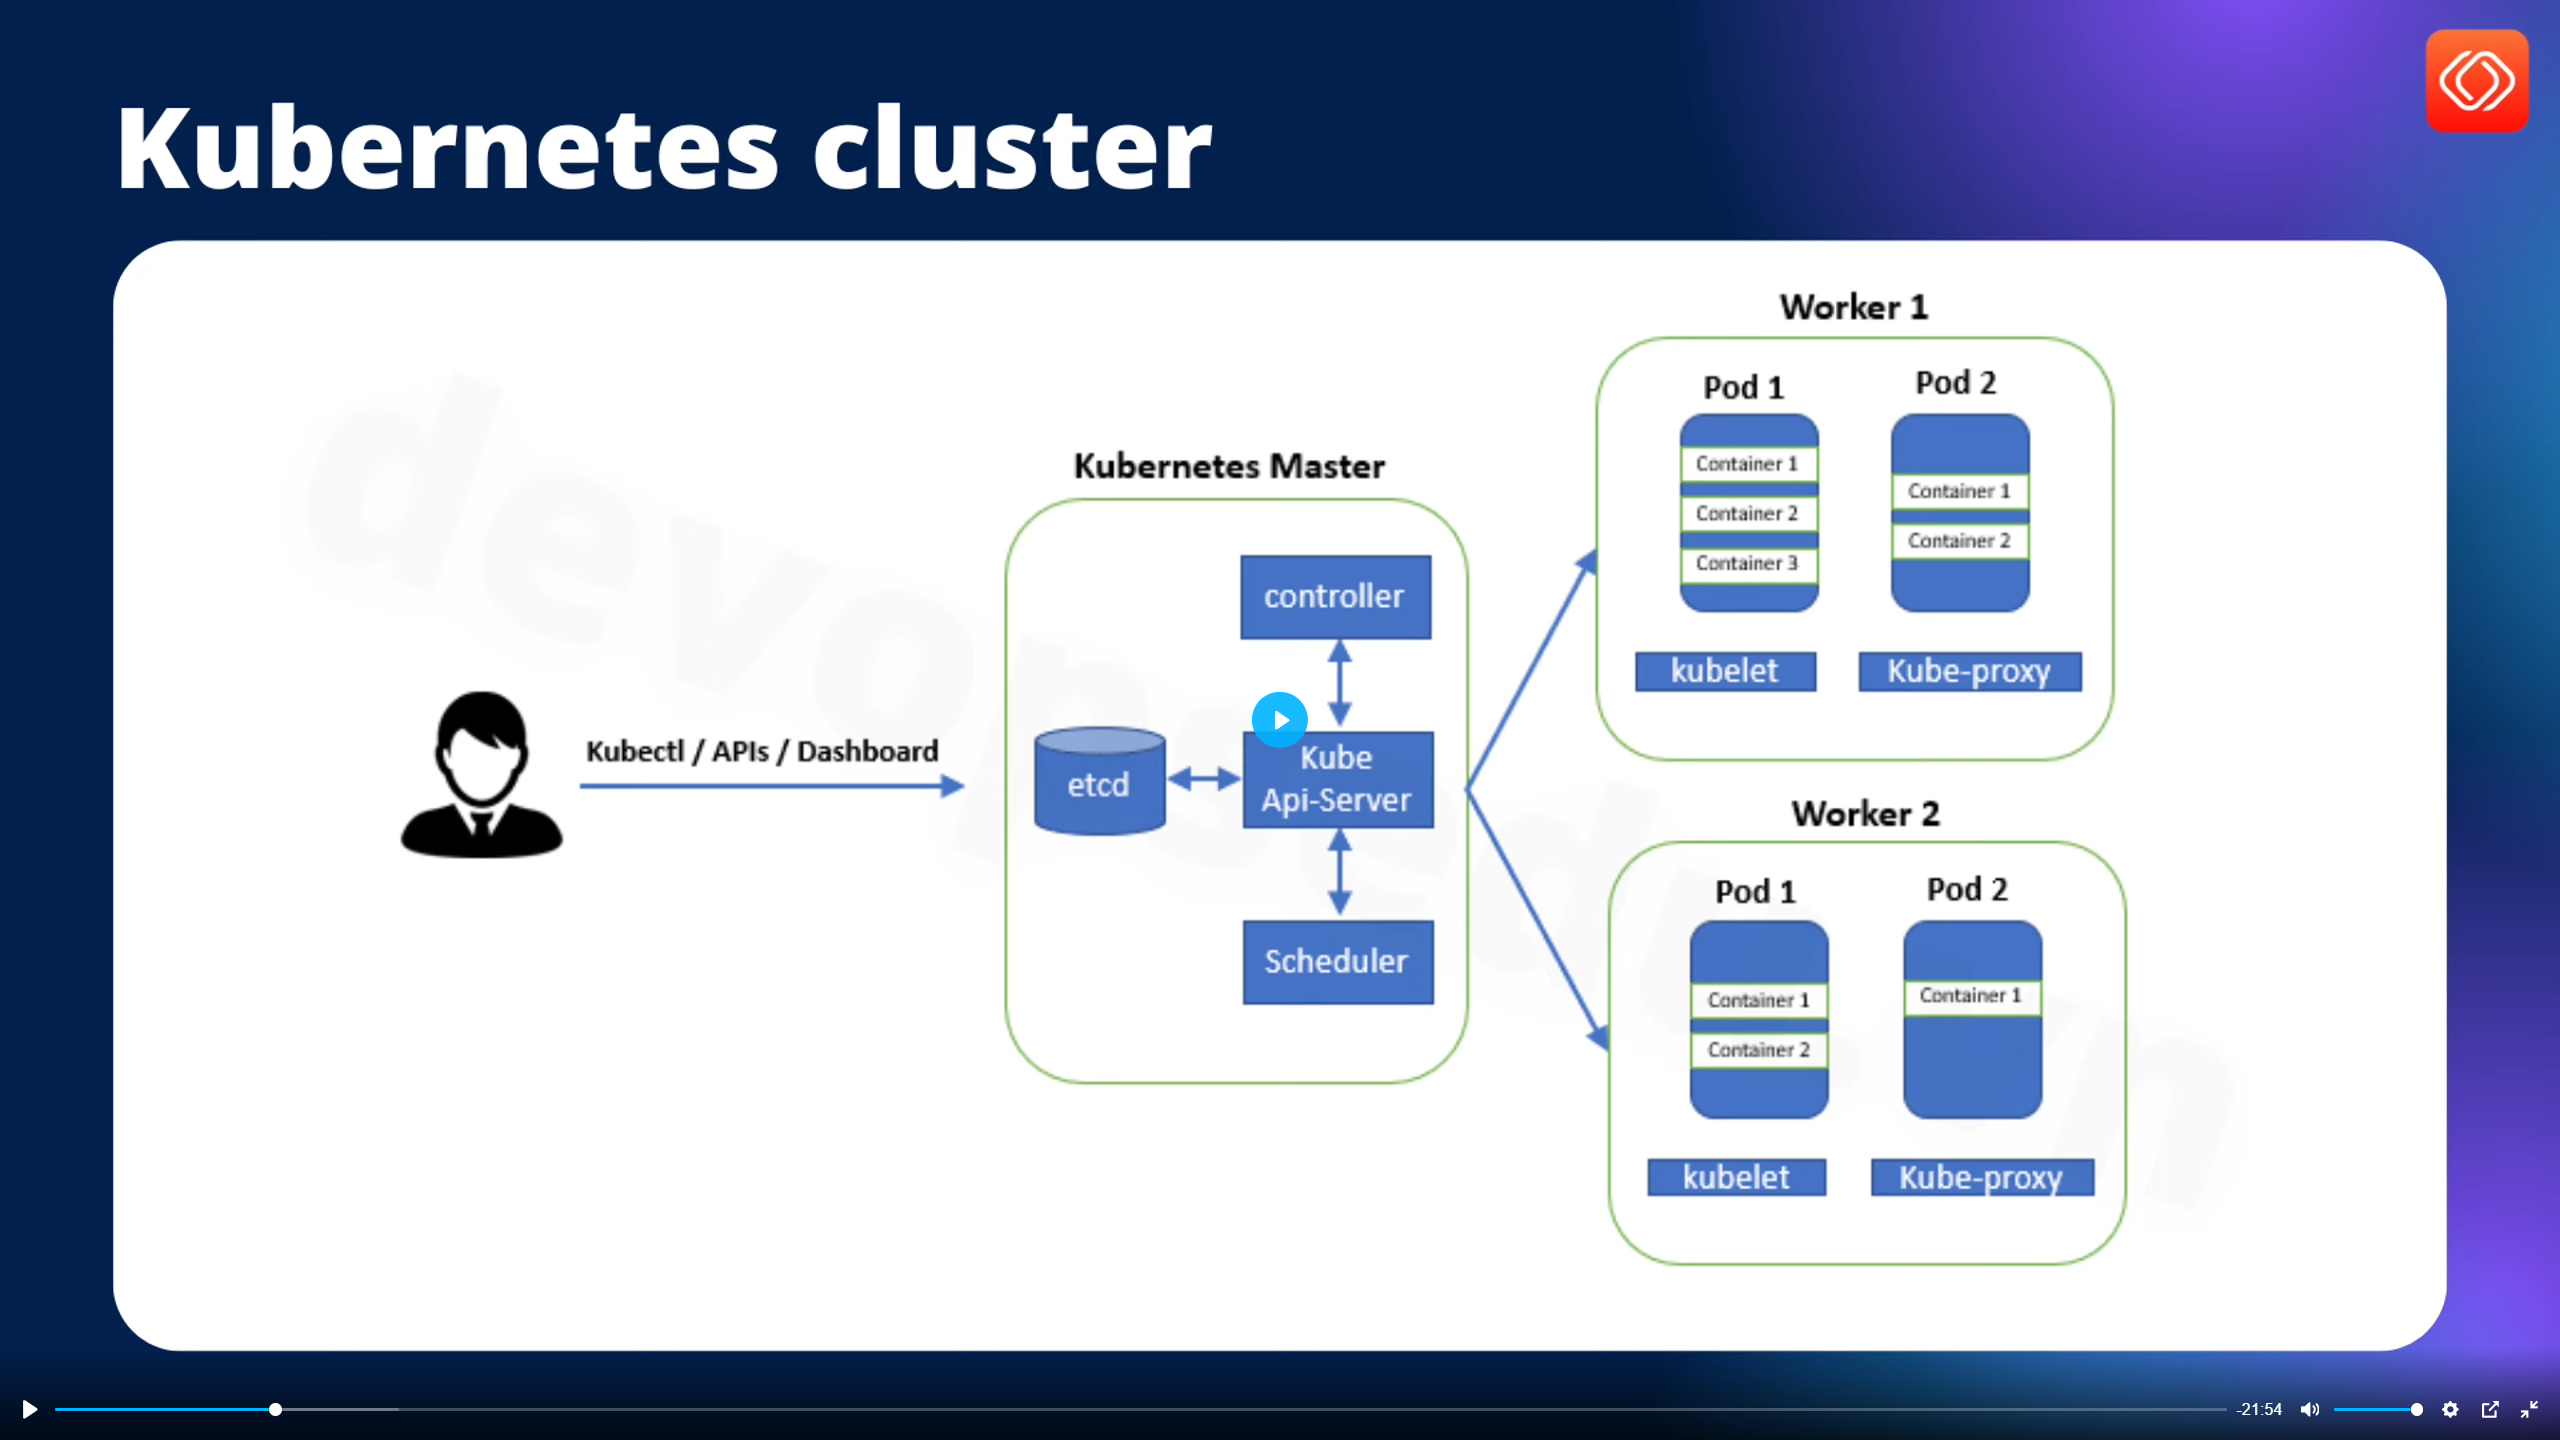 Kubernetes cluster
Kubectl / APIs / Dashboard
Kubernetes Master
controller
etcd
Kube
Api-Server
Scheduler
Worker 1
Pod 1
Container 1
Container 2
Container 3
Pod 2
Container 1
Container 2
kubelet
Kube-proxy
Worker 2
Pod 1
Container 1
Container 2
Pod 2
Container 1
kubelet
Kube-proxy
devopsedu.vn
-21:54